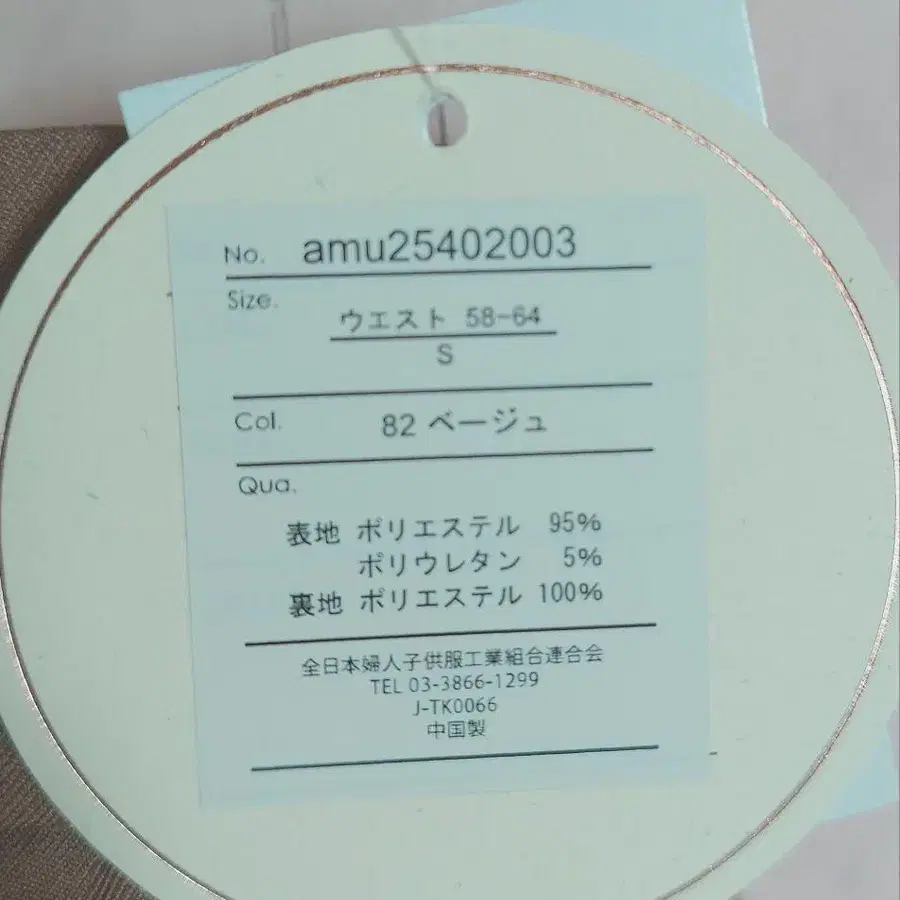 No. amu25402003
Size.
ウエスト 58-64
S
Col. 82 ベージュ
Qua.
表地 ポリエステル 95%
ポリウレタン 5%
裏地 ポリエステル 100%
全日本婦人子供服工業組合連合会
TEL 03-3866-1299
J-TK0066
中国製